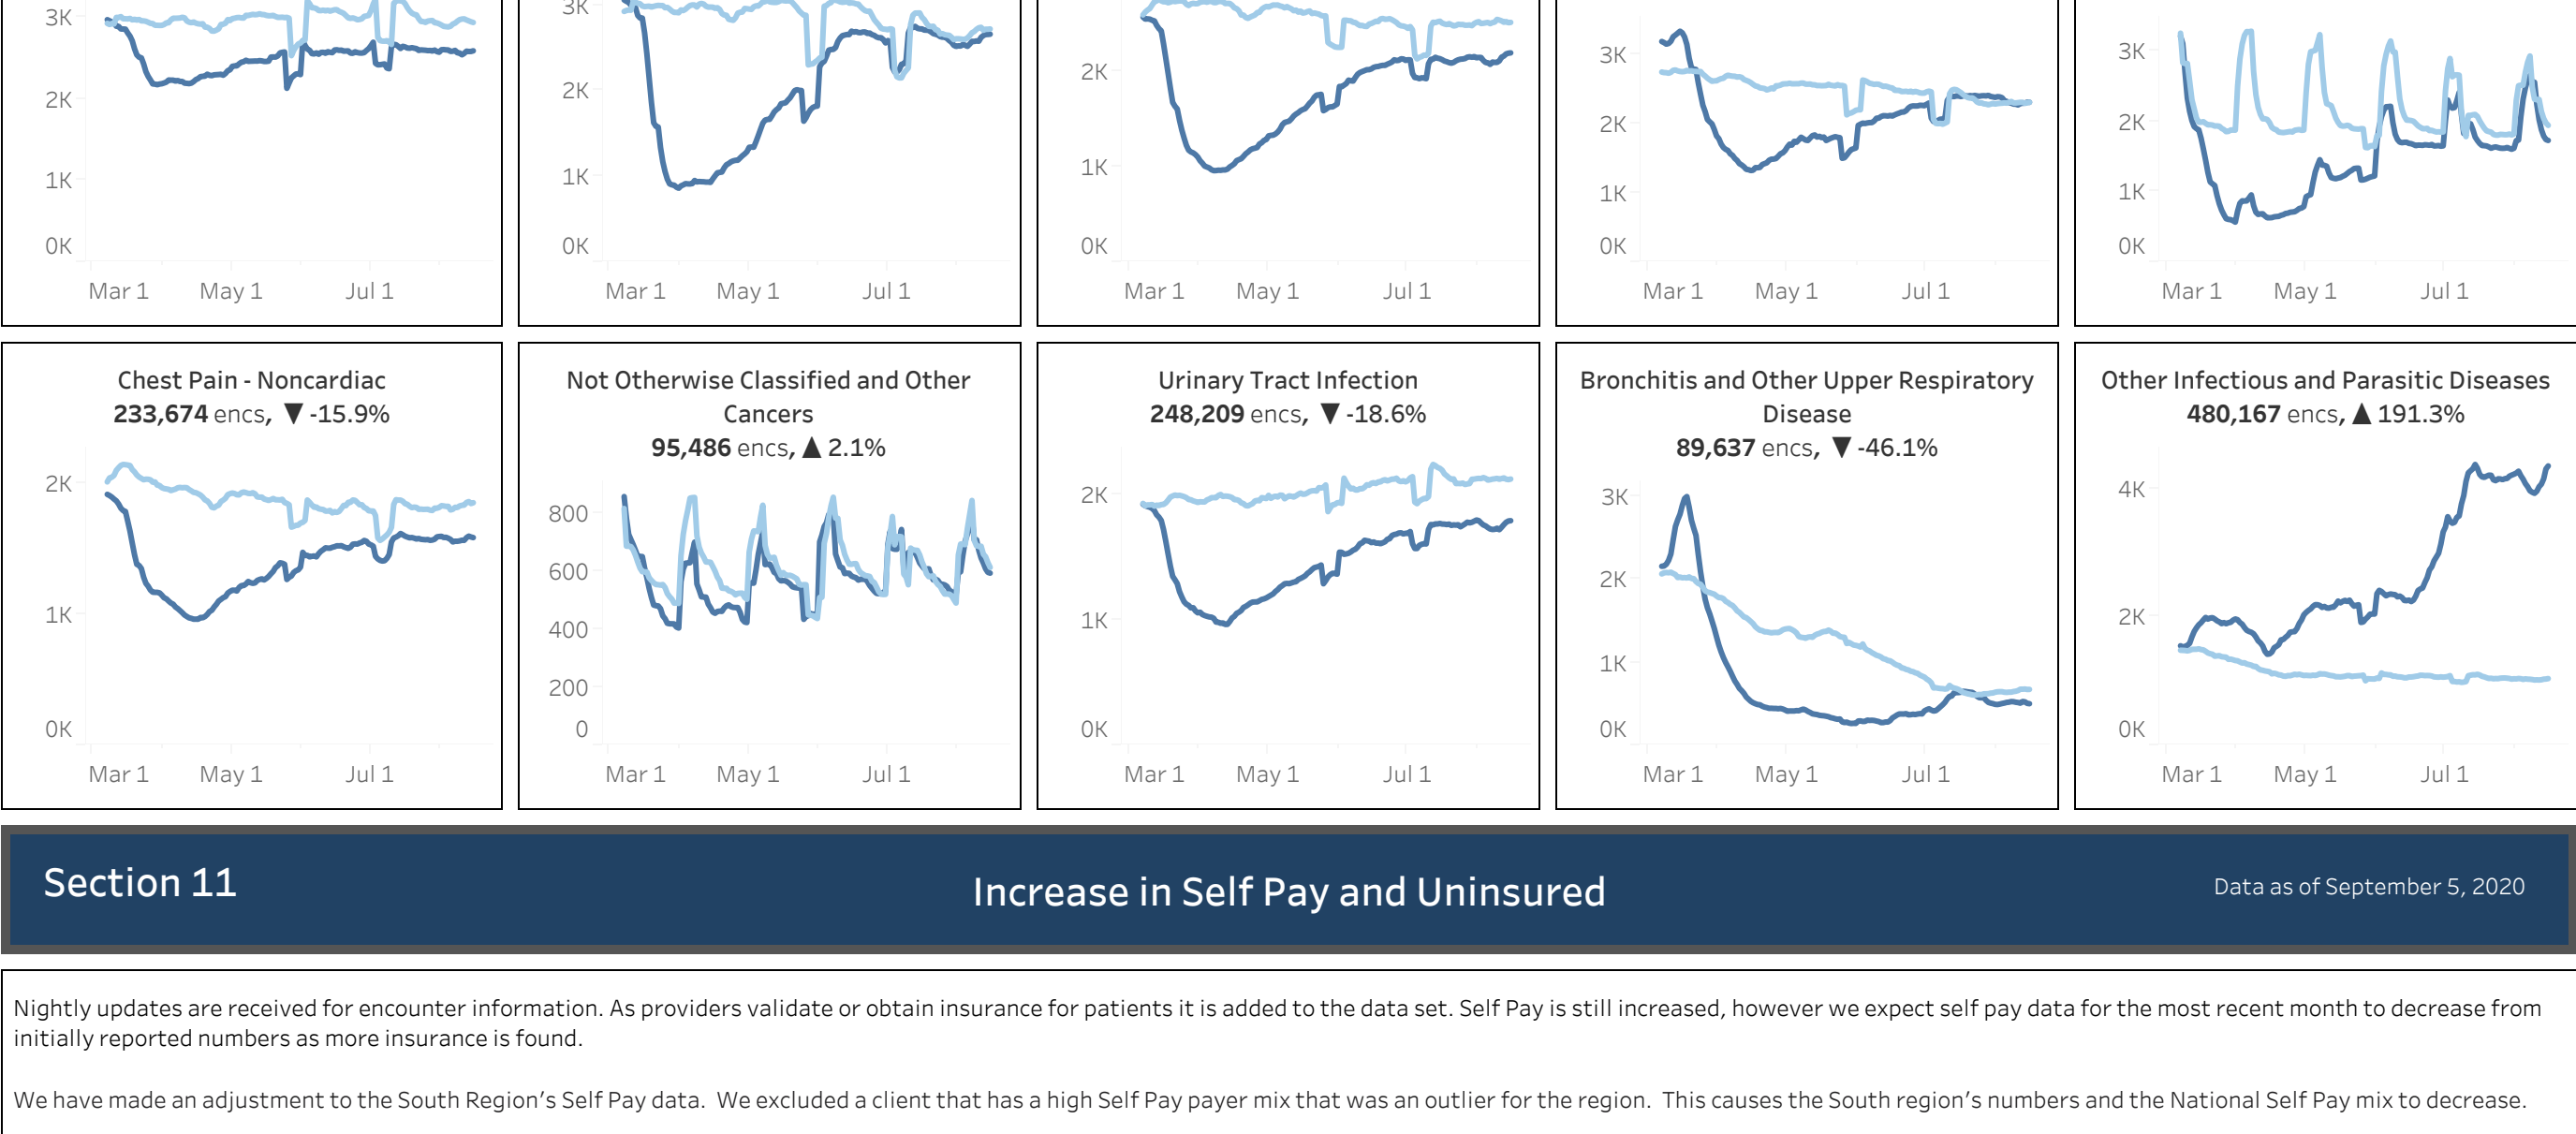 3K
2K
1K
0K
Mar 1 May 1 Jul 1
3K
2K
1K
0K
Mar 1 May 1 Jul 1
2K
1K
0K
Mar 1 May 1 Jul 1
3K
2K
1K
0K
Mar 1 May 1 Jul 1
3K
2K
1K
0K
Mar 1 May 1 Jul 1
Chest Pain - Noncardiac
233,674 encs, ▼ -15.9%
2K
1K
0K
Mar 1 May 1 Jul 1
Not Otherwise Classified and Other
Cancers
95,486 encs, ▲ 2.1%
800
600
400
200
0
Mar 1 May 1 Jul 1
Urinary Tract Infection
248,209 encs, ▼ -18.6%
2K
1K
0K
Mar 1 May 1 Jul 1
Bronchitis and Other Upper Respiratory
Disease
89,637 encs, ▼ -46.1%
3K
2K
1K
0K
Mar 1 May 1 Jul 1
Other Infectious and Parasitic Diseases
480,167 encs, ▲ 191.3%
4K
2K
0K
Mar 1 May 1 Jul 1
Section 11
Increase in Self Pay and Uninsured
Data as of September 5, 2020
Nightly updates are received for encounter information. As providers validate or obtain insurance for patients it is added to the data set. Self Pay is still increased, however we expect self pay data for the most recent month to decrease from
initially reported numbers as more insurance is found.
We have made an adjustment to the South Region's Self Pay data.  We excluded a client that has a high Self Pay payer mix that was an outlier for the region.  This causes the South region's numbers and the National Self Pay mix to decrease.